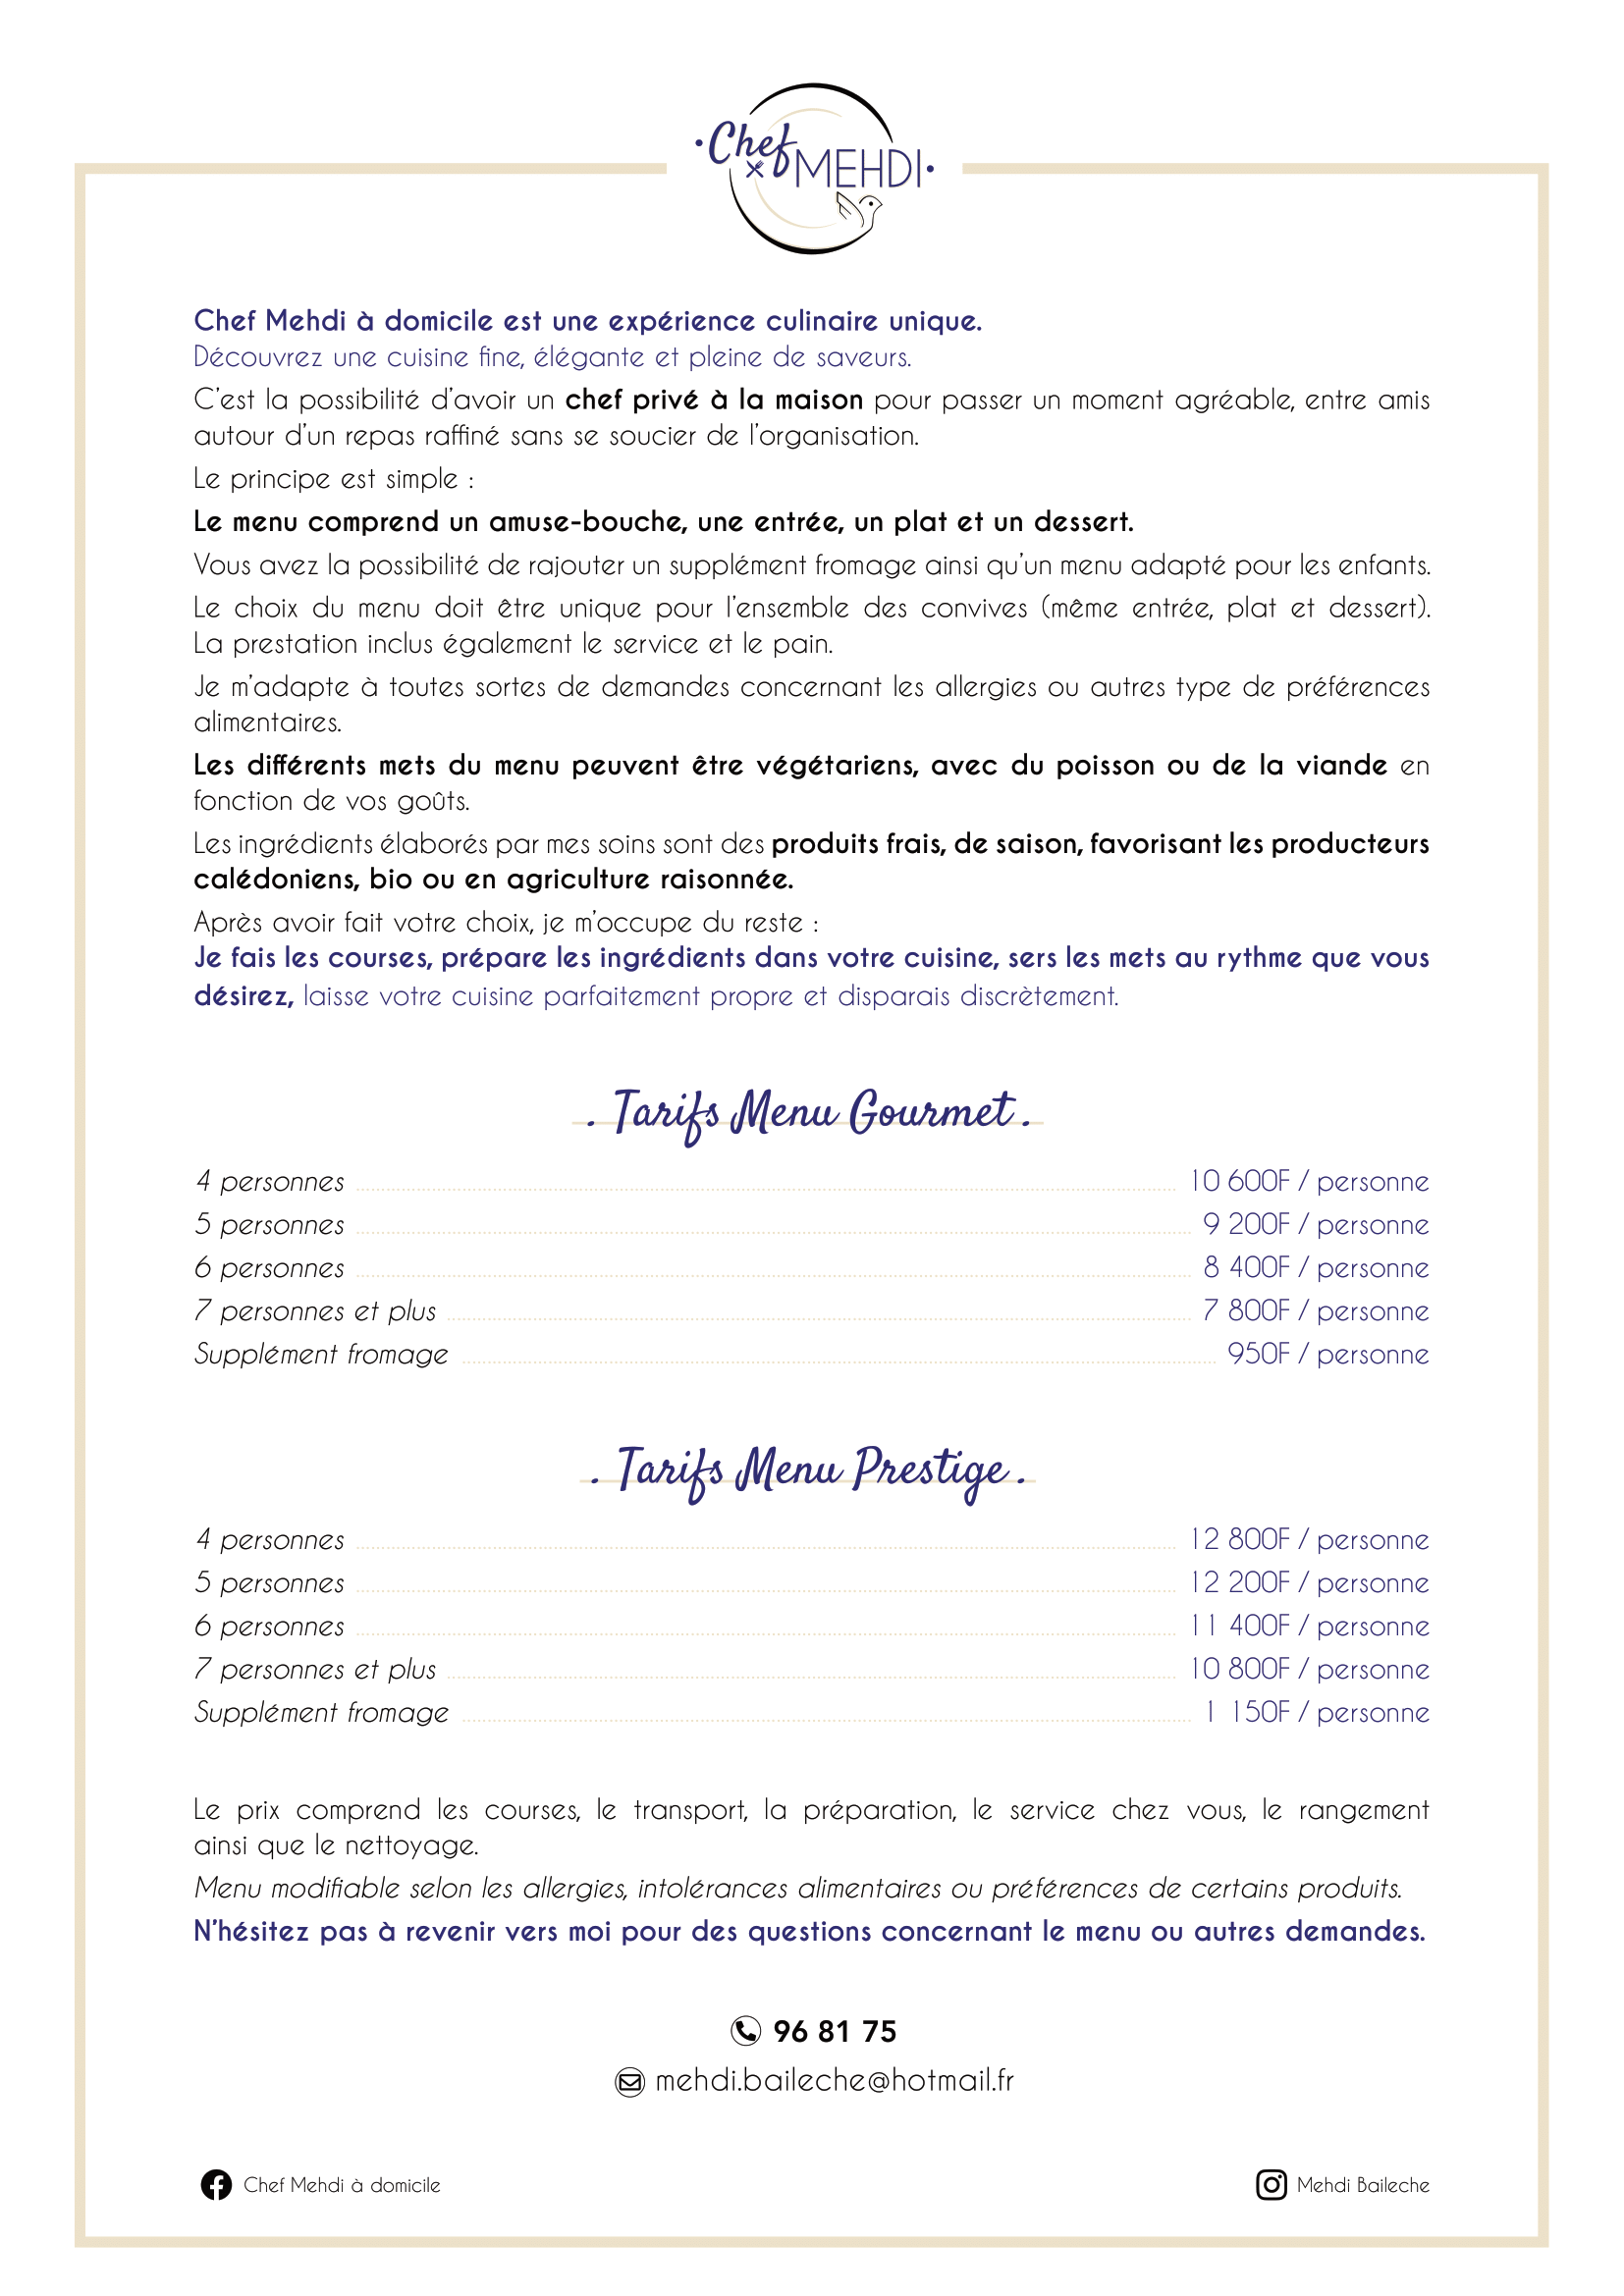 Chef
MEHDI
Chef Mehdi à domicile est une expérience culinaire unique.
Découvrez une cuisine fine, élégante et pleine de saveurs.
C'est la possibilité d'avoir un chef privé à la maison pour passer un moment agréable, entre amis
autour d'un repas raffiné sans se soucier de l'organisation.
Le principe est simple :
Le menu comprend un amuse-bouche, une entrée, un plat et un dessert.
Vous avez la possibilité de rajouter un supplément fromage ainsi qu'un menu adapté pour les enfants.
Le choix du menu doit être unique pour l'ensemble des convives (même entrée, plat et dessert).
La prestation inclus également le service et le pain.
Je m'adapte à toutes sortes de demandes concernant les allergies ou autres type de préférences
alimentaires.
Les différents mets du menu peuvent être végétariens, avec du poisson ou de la viande en
fonction de vos goûts.
Les ingrédients élaborés par mes soins sont des produits frais, de saison, favorisant les producteurs
calédoniens, bio ou en agriculture raisonnée.
Après avoir fait votre choix, je m'occupe du reste :
Je fais les courses, prépare les ingrédients dans votre cuisine, sers les mets au rythme que vous
désirez, laisse votre cuisine parfaitement propre et disparais discrètement.
. Tarifs Menu Gourmet .
4 personnes 10 600F / personne
5 personnes 9 200F / personne
6 personnes 8 400F / personne
7 personnes et plus 7 800F / personne
Supplément fromage 950F / personne
. Tarifs Menu Prestige .
4 personnes 12 800F / personne
5 personnes 12 200F / personne
6 personnes 11 400F / personne
7 personnes et plus 10 800F / personne
Supplément fromage 1 150F / personne
Le prix comprend les courses, le transport, la préparation, le service chez vous, le rangement
ainsi que le nettoyage.
Menu modifiable selon les allergies, intolérances alimentaires ou préférences de certains produits.
N'hésitez pas à revenir vers moi pour des questions concernant le menu ou autres demandes.
96 81 75
mehdi.baileche@hotmail.fr
Chef Mehdi à domicile
Mehdi Baileche